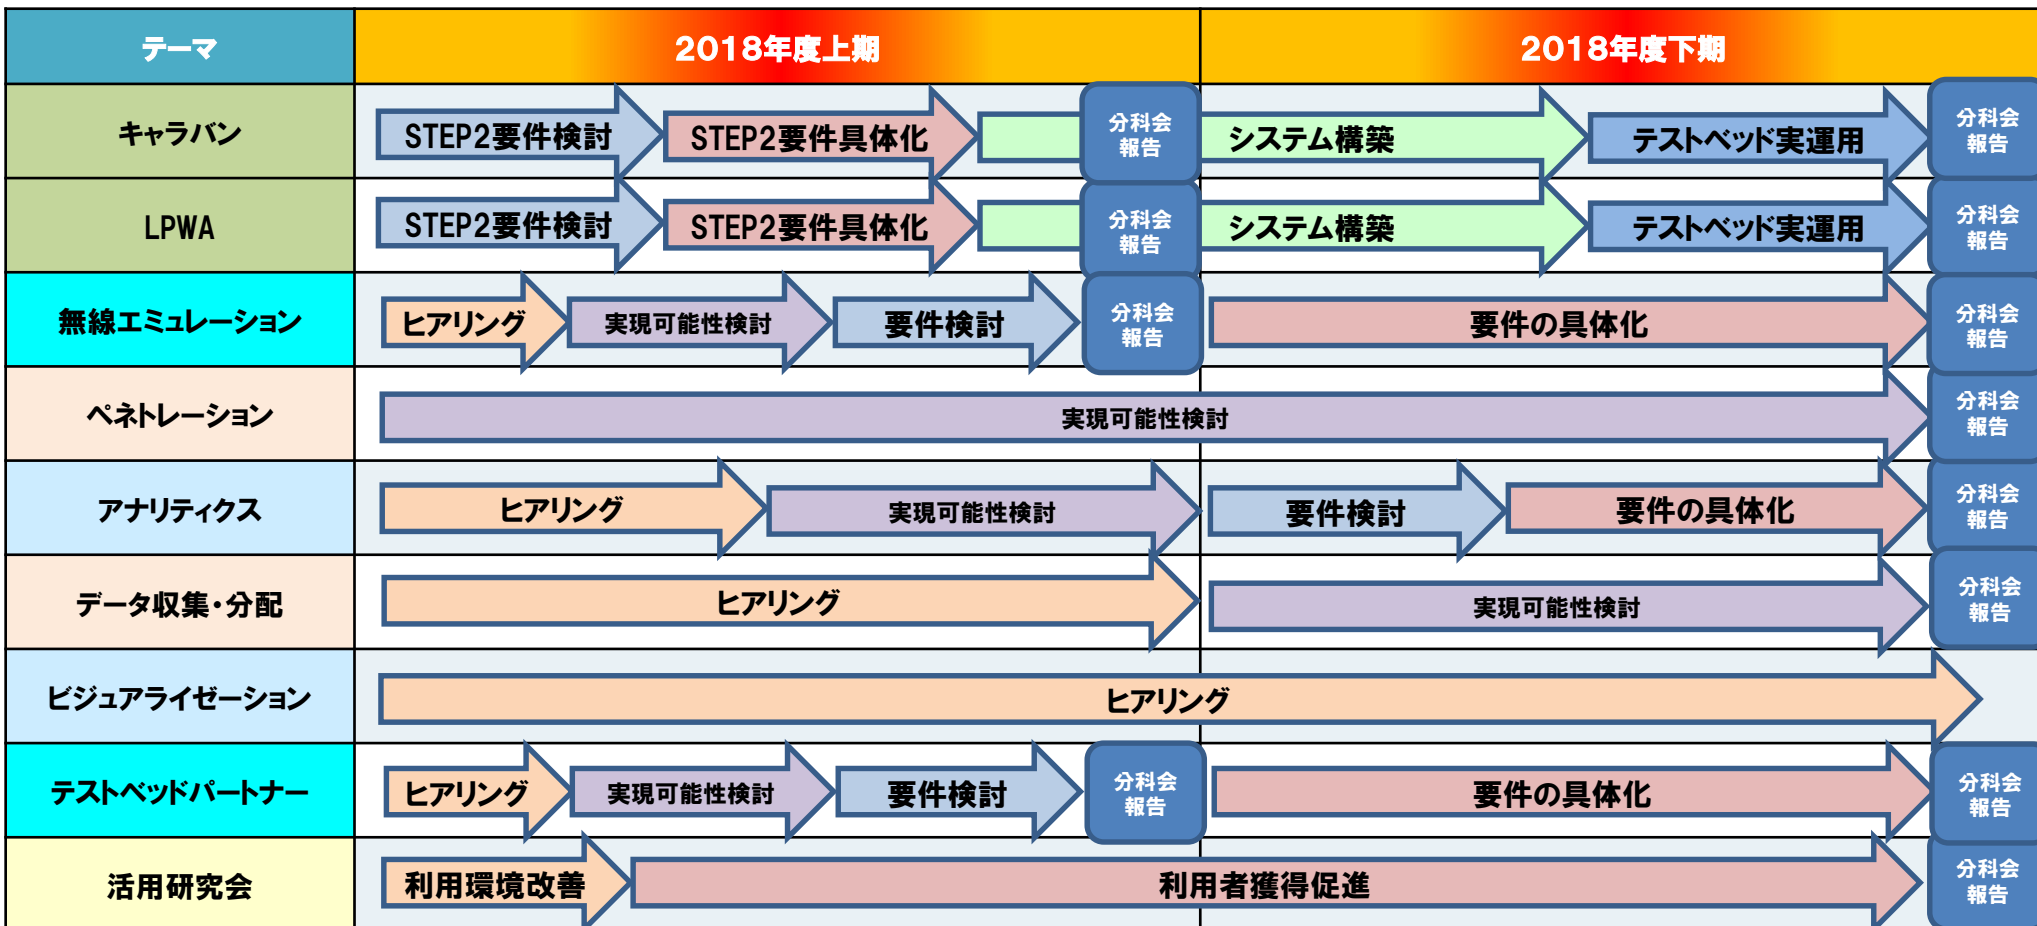 テーマ
2018年度上期
2018年度下期
キャラバン
STEP2要件検討
STEP2要件具体化
分科会
報告
システム構築
テストベッド実運用
分科会
報告
LPWA
STEP2要件検討
STEP2要件具体化
分科会
報告
システム構築
テストベッド実運用
分科会
報告
無線エミュレーション
ヒアリング
実現可能性検討
要件検討
分科会
報告
要件の具体化
分科会
報告
ペネトレーション
実現可能性検討
分科会
報告
アナリティクス
ヒアリング
実現可能性検討
要件検討
要件の具体化
分科会
報告
データ収集・分配
ヒアリング
実現可能性検討
分科会
報告
ビジュアライゼーション
ヒアリング
テストベッドパートナー
ヒアリング
実現可能性検討
要件検討
分科会
報告
要件の具体化
分科会
報告
活用研究会
利用環境改善
利用者獲得促進
分科会
報告